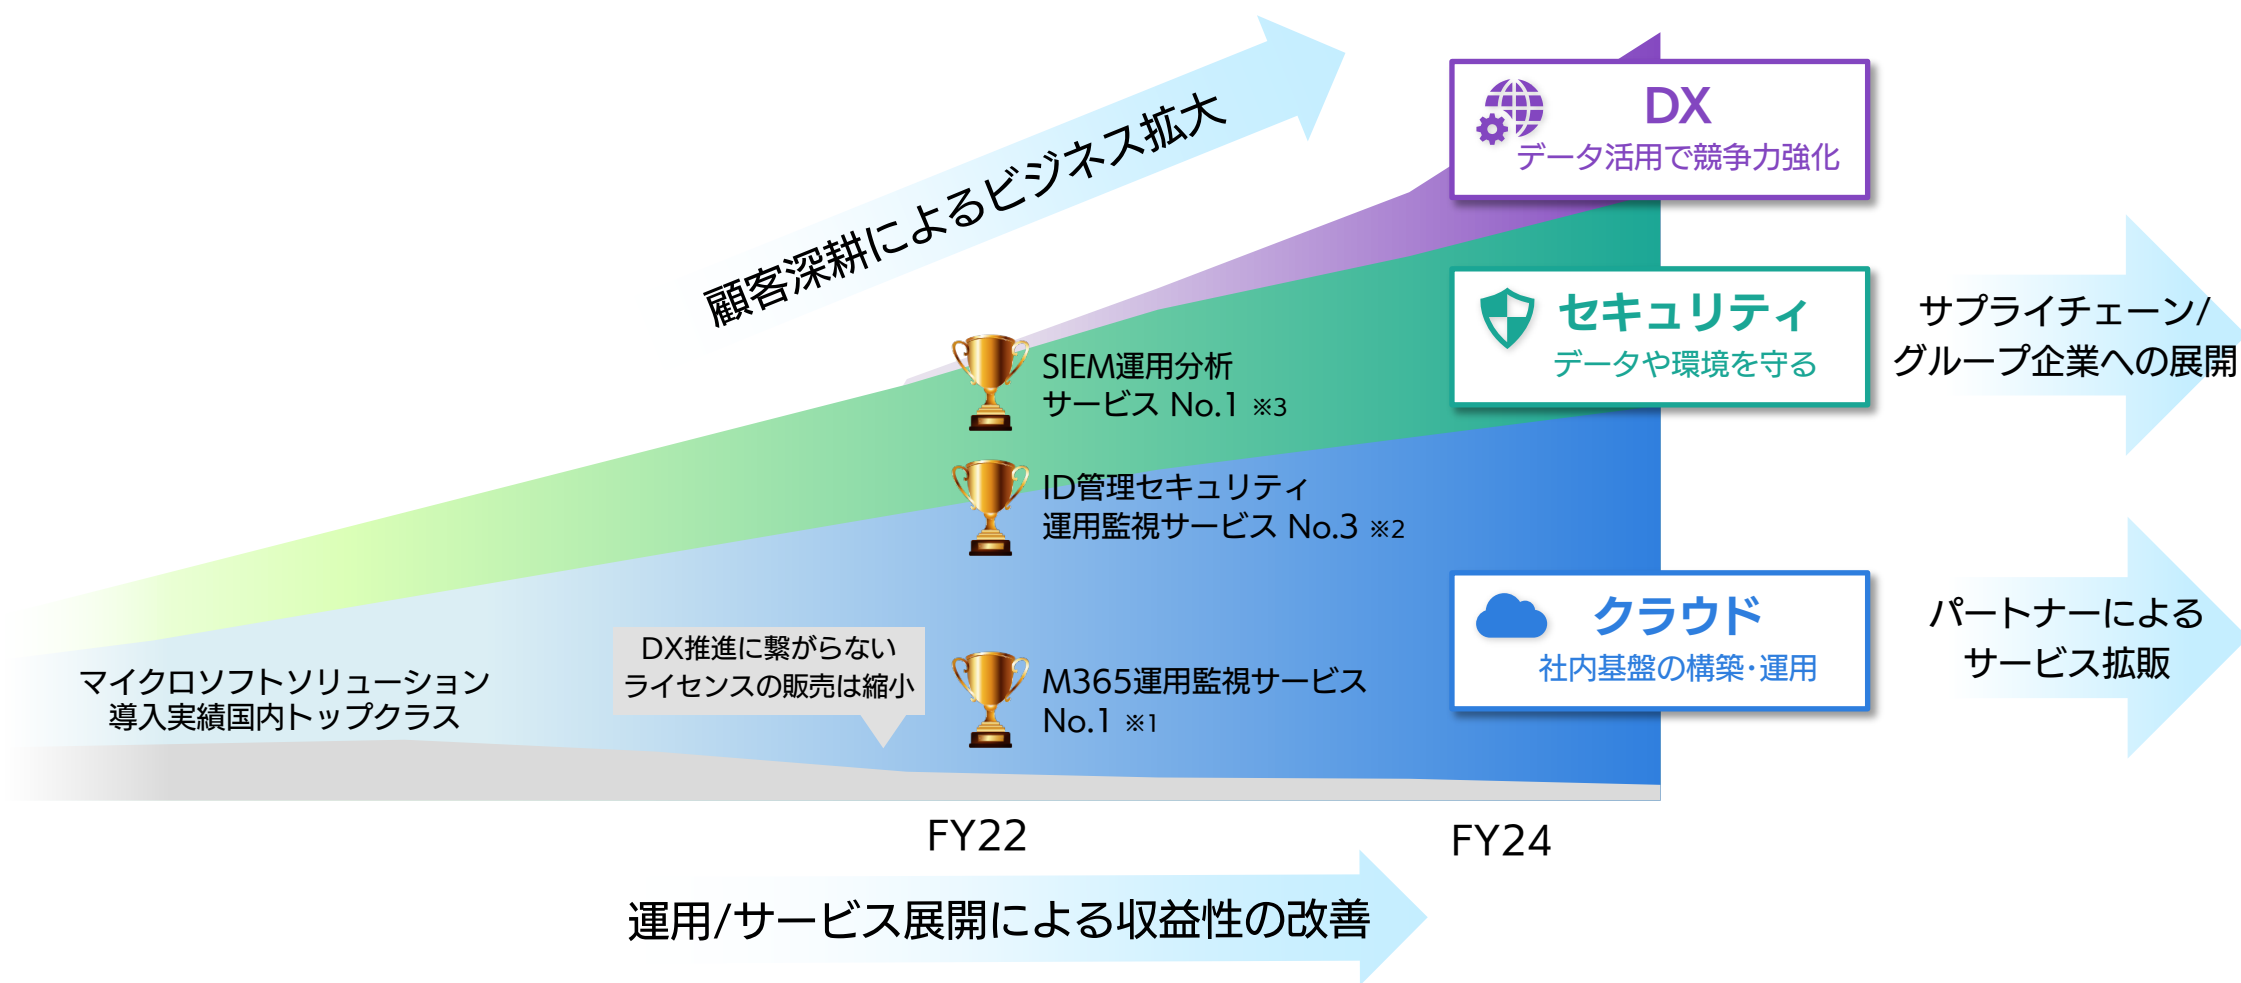 顧客深耕によるビジネス拡大
DX
データ活用で競争力強化
セキュリティ
データや環境を守る
サプライチェーン/
グループ企業への展開
SIEM運用分析
サービス No.1 ※3
ID管理セキュリティ
運用監視サービス No.3 ※2
クラウド
社内基盤の構築・運用
パートナーによる
サービス拡販
DX推進に繋がらない
ライセンスの販売は縮小
M365運用監視サービス
No.1 ※1
マイクロソフトソリューション
導入実績国内トップクラス
FY22
FY24
運用/サービス展開による収益性の改善